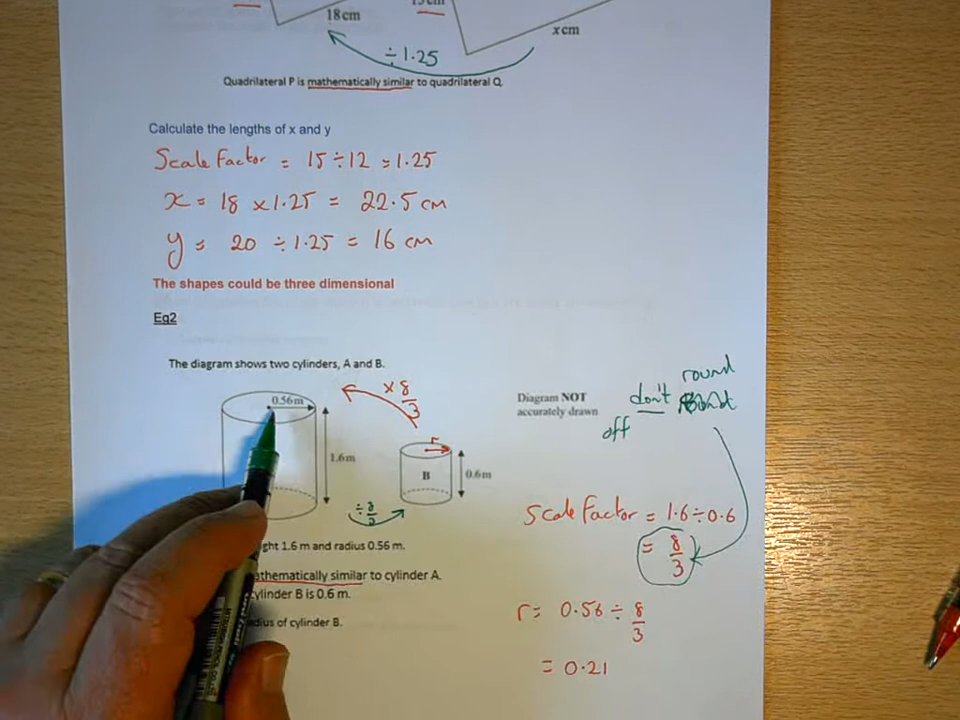 18cm
x cm
÷1.25
Quadrilateral P is mathematically similar to quadrilateral Q.
Calculate the lengths of x and y
Scale Factor = 15 ÷ 12 = 1.25
x = 18 × 1.25 = 22.5 cm
y = 20 ÷ 1.25 = 16 cm
The shapes could be three dimensional
Eg2
The diagram shows two cylinders, A and B.
0.56m
× 8/3
1.6m
r
B
0.6m
÷ 8/3
Diagram NOT
accurately drawn
round
don't
off
Scale Factor = 1.6 ÷ 0.6
= 8/3
ght 1.6 m and radius 0.56 m.
athematically similar to cylinder A.
ylinder B is 0.6 m.
dius of cylinder B.
r = 0.56 ÷ 8/3
= 0.21